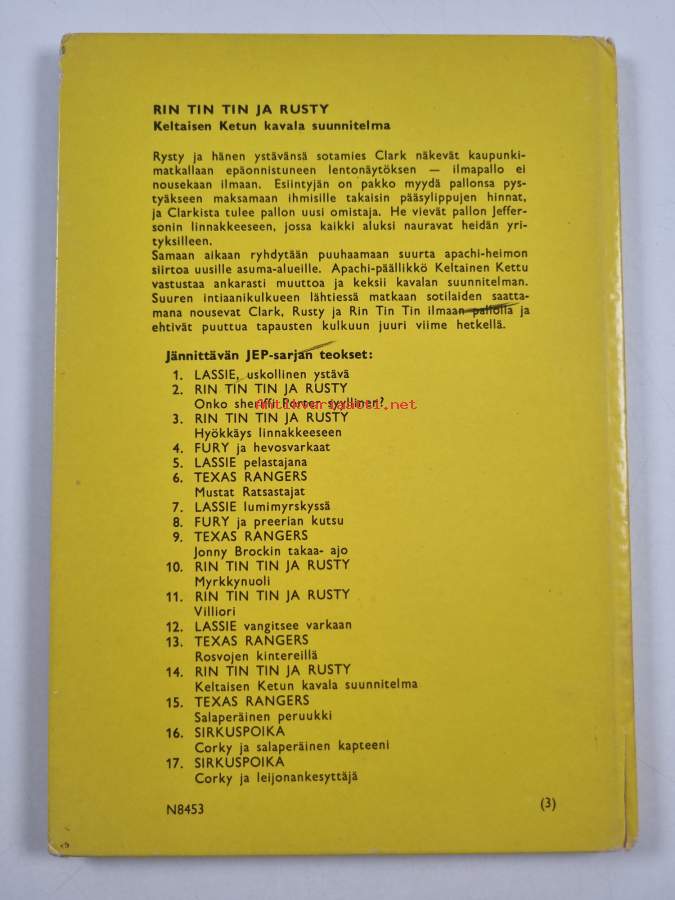 RIN TIN TIN JA RUSTY
Keltaisen Ketun kavala suunnitelma
Rysty ja hänen ystävänsä sotamies Clark näkevät kaupunki-
matkallaan epäonnistuneen lentonäytöksen — ilmapallo ei
nousekaan ilmaan. Esiintyjän on pakko myydä pallonsa pys-
tyäkseen maksamaan ihmisille takaisin pääsylippujen hinnat,
ja Clarkista tulee pallon uusi omistaja. He vievät pallon Jeffer-
sonin linnakkeeseen, jossa kaikki aluksi nauravat heidän yri-
tyksilleen.
Samaan aikaan ryhdytään puuhaamaan suurta apachi-heimon
siirtoa uusille asuma-alueille. Apachi-päällikkö Keltainen Kettu
vastustaa ankarasti muuttoa ja keksii kavalan suunnitelman.
Suuren intiaanikulkueen lähtiessä matkaan sotilaiden saatta-
mana nousevat Clark, Rusty ja Rin Tin Tin ilmaan pallolla ja
ehtivät puuttua tapausten kulkuun juuri viime hetkellä.
Jännittävän JEP-sarjan teokset:
1. LASSIE, uskollinen ystävä
2. RIN TIN TIN JA RUSTY
Onko sheriffi Porter syyllinen?
antikvariaatti.net
3. RIN TIN TIN JA RUSTY
Hyökkäys linnakkeeseen
4. FURY ja hevosvarkaat
5. LASSIE pelastajana
6. TEXAS RANGERS
Mustat Ratsastajat
7. LASSIE lumimyrskyssä
8. FURY ja preerian kutsu
9. TEXAS RANGERS
Jonny Brockin takaa- ajo
10. RIN TIN TIN JA RUSTY
Myrkkynuoli
11. RIN TIN TIN JA RUSTY
Villiori
12. LASSIE vangitsee varkaan
13. TEXAS RANGERS
Rosvojen kintereillä
14. RIN TIN TIN JA RUSTY
Keltaisen Ketun kavala suunnitelma
15. TEXAS RANGERS
Salaperäinen peruukki
16. SIRKUSPOIKA
Corky ja salaperäinen kapteeni
17. SIRKUSPOIKA
Corky ja leijonankesyttäjä
N8453
(3)